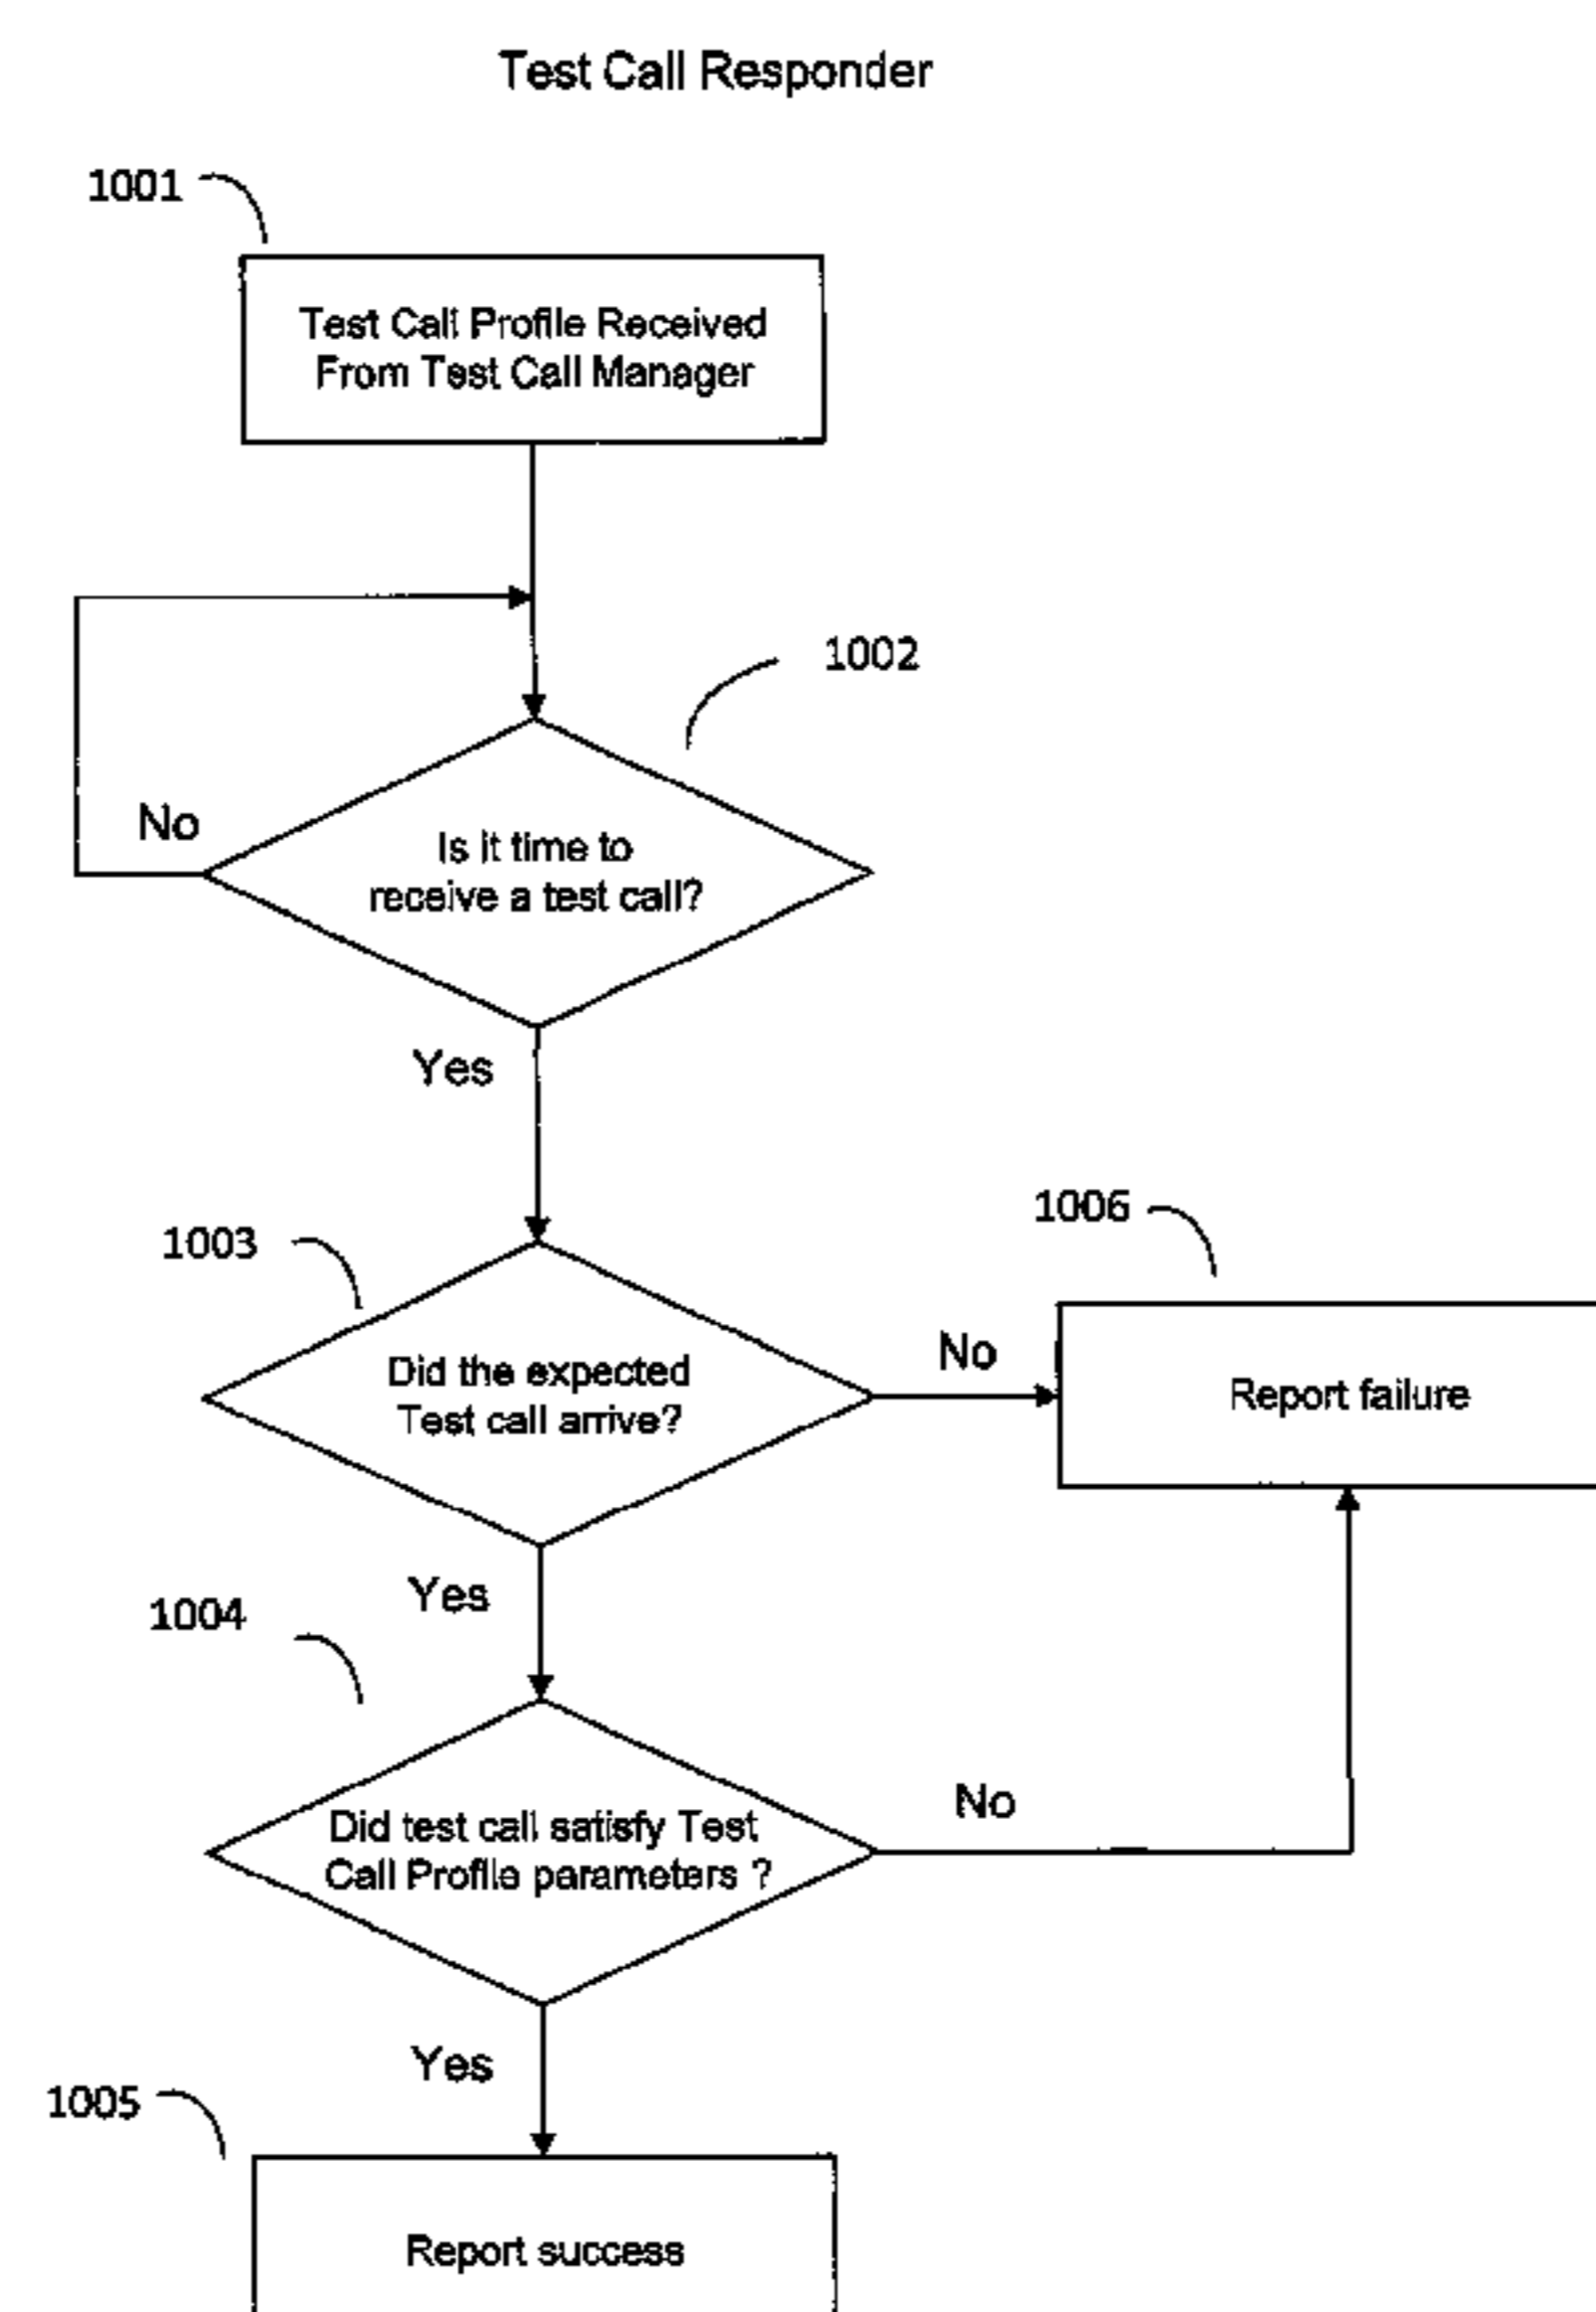 Test Call Responder
1001
Test Call Profile Received
From Test Call Manager
1002
No
Is it time to
receive a test call?
Yes
1003
1006
Did the expected
Test call arrive?
No
Report failure
Yes
1004
Did test call satisfy Test
Call Profile parameters ?
No
Yes
1005
Report success